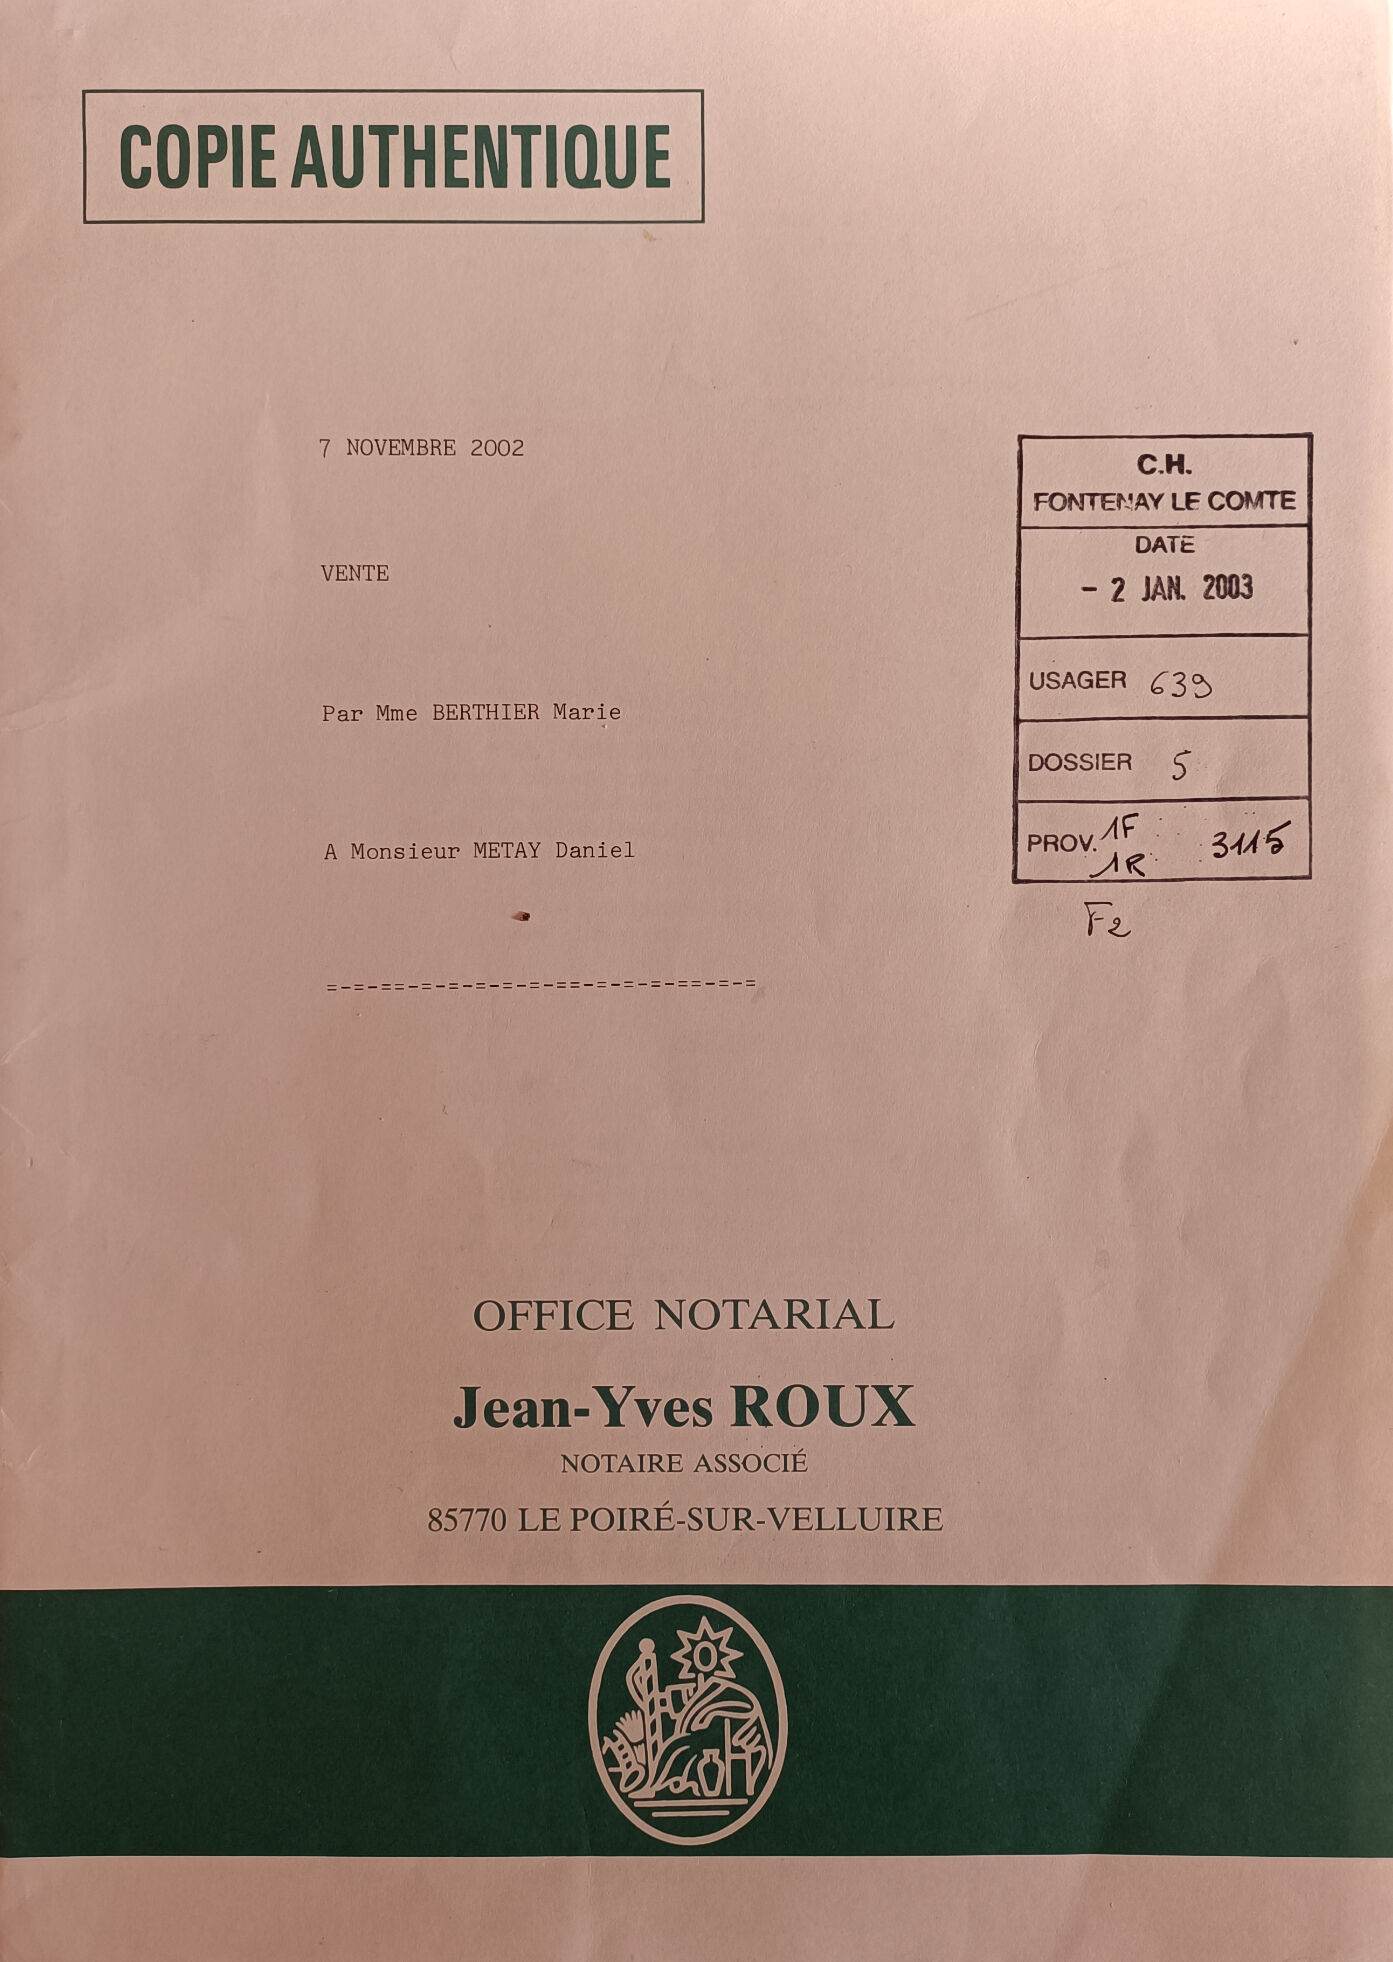 COPIE AUTHENTIQUE
7 NOVEMBRE 2002
VENTE
Par Mme BERTHIER Marie
A Monsieur METAY Daniel
=-=-==-=-=-=-=-=-==-=-=-=-==-=-=
C.H.
FONTENAY LE COMTE
DATE
- 2 JAN. 2003
USAGER 639
DOSSIER 5
PROV. 1F 3115
1R
F2
OFFICE NOTARIAL
Jean-Yves ROUX
NOTAIRE ASSOCIÉ
85770 LE POIRÉ-SUR-VELLUIRE